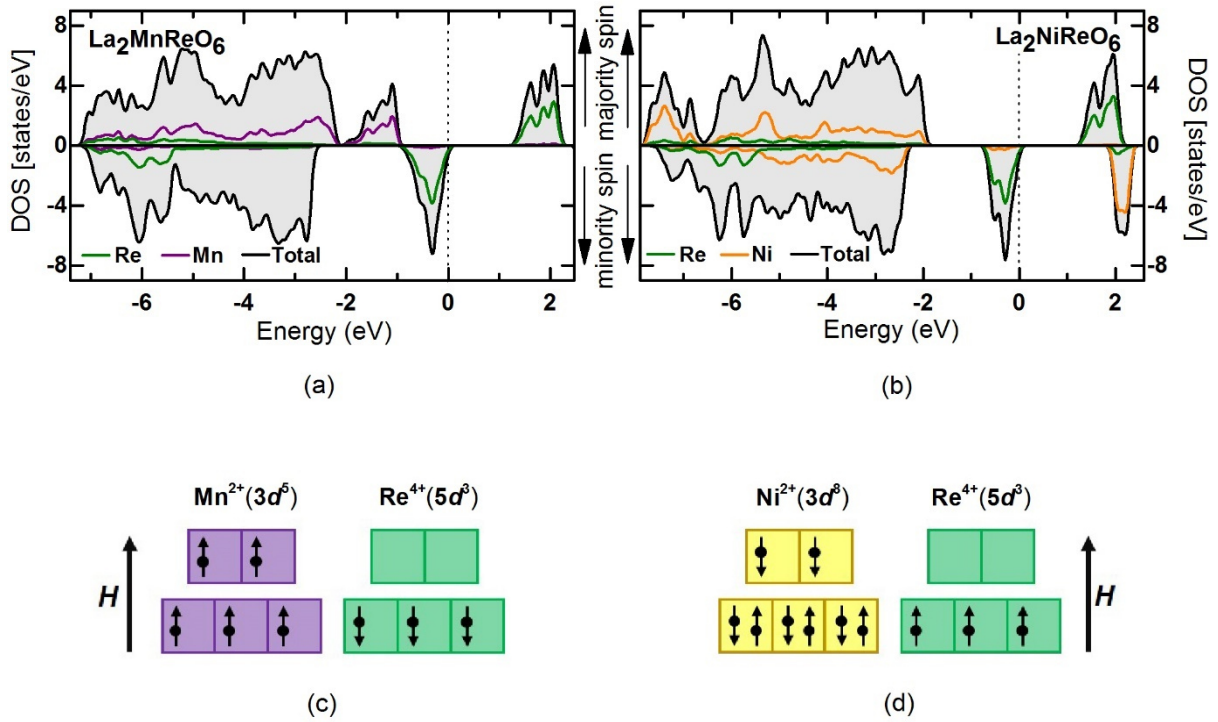 La₂MnReO₆
La₂NiReO₆
8
4
0
-4
-8
DOS [states/eV]
-6 -4 -2 0 2
Energy (eV)
Re Mn Total
majority spin
minority spin
8
4
0
-4
-8
DOS [states/eV]
-6 -4 -2 0 2
Energy (eV)
Re Ni Total
(a)
(b)
Mn²⁺(3d⁵) Re⁴⁺(5d³)
H
(c)
Ni²⁺(3d⁸) Re⁴⁺(5d³)
H
(d)